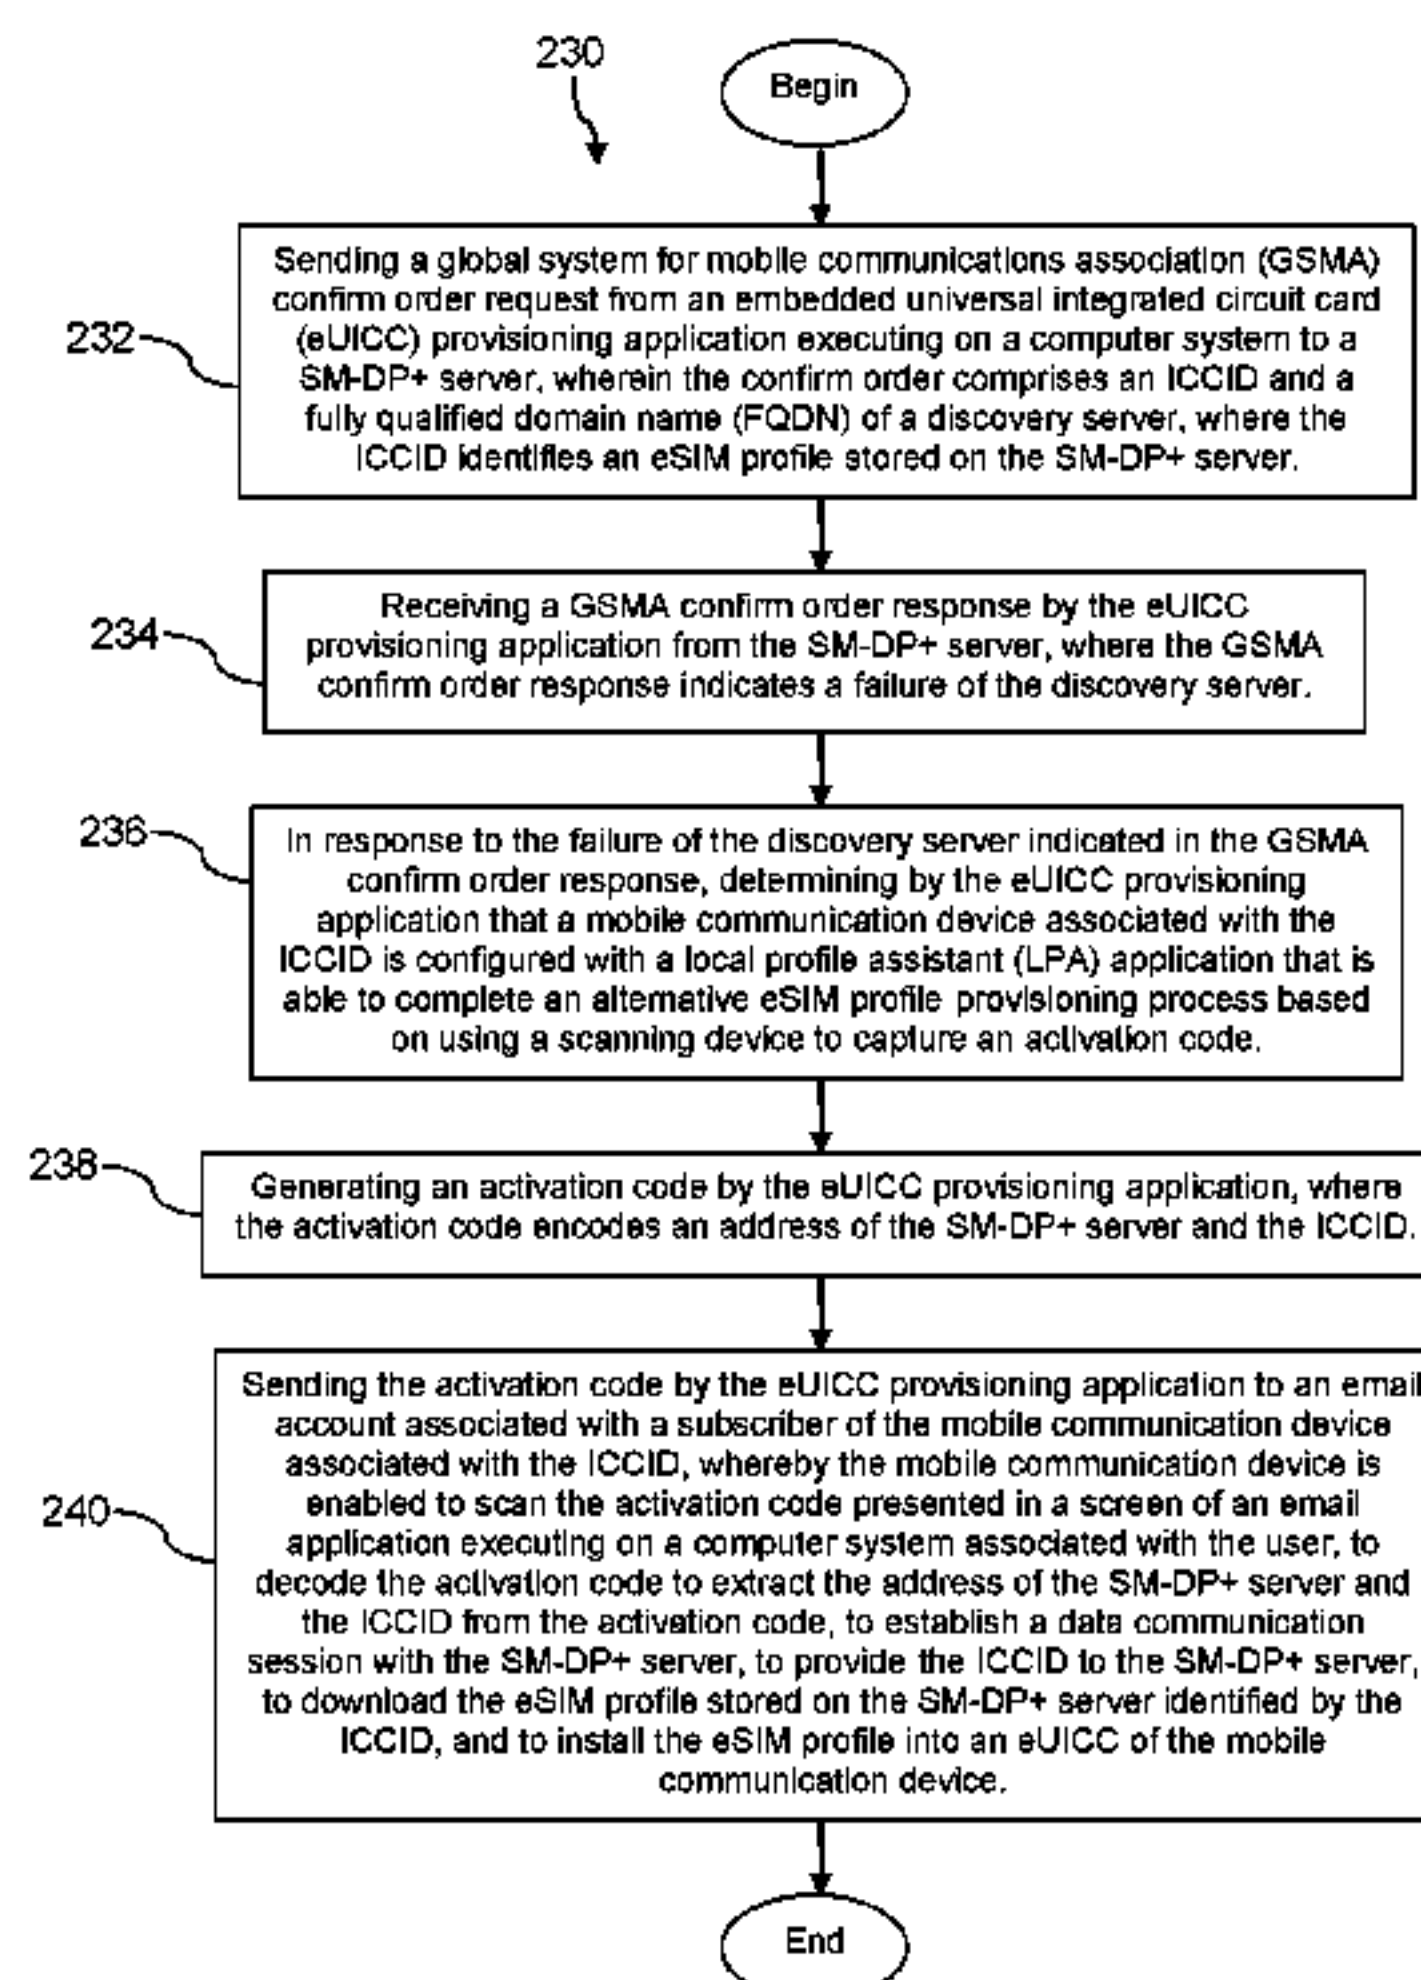 230
Begin
Sending a global system for mobile communications association (GSMA)
confirm order request from an embedded universal integrated circuit card
(eUICC) provisioning application executing on a computer system to a
SM-DP+ server, wherein the confirm order comprises an ICCID and a
fully qualified domain name (FQDN) of a discovery server, where the
ICCID identifies an eSIM profile stored on the SM-DP+ server.
232
Receiving a GSMA confirm order response by the eUICC
provisioning application from the SM-DP+ server, where the GSMA
confirm order response indicates a failure of the discovery server.
234
In response to the failure of the discovery server indicated in the GSMA
confirm order response, determining by the eUICC provisioning
application that a mobile communication device associated with the
ICCID is configured with a local profile assistant (LPA) application that is
able to complete an alternative eSIM profile provisioning process based
on using a scanning device to capture an activation code.
236
Generating an activation code by the eUICC provisioning application, where
the activation code encodes an address of the SM-DP+ server and the ICCID.
238
Sending the activation code by the eUICC provisioning application to an email
account associated with a subscriber of the mobile communication device
associated with the ICCID, whereby the mobile communication device is
enabled to scan the activation code presented in a screen of an email
application executing on a computer system associated with the user, to
decode the activation code to extract the address of the SM-DP+ server and
the ICCID from the activation code, to establish a data communication
session with the SM-DP+ server, to provide the ICCID to the SM-DP+ server,
to download the eSIM profile stored on the SM-DP+ server identified by the
ICCID, and to install the eSIM profile into an eUICC of the mobile
communication device.
240
End